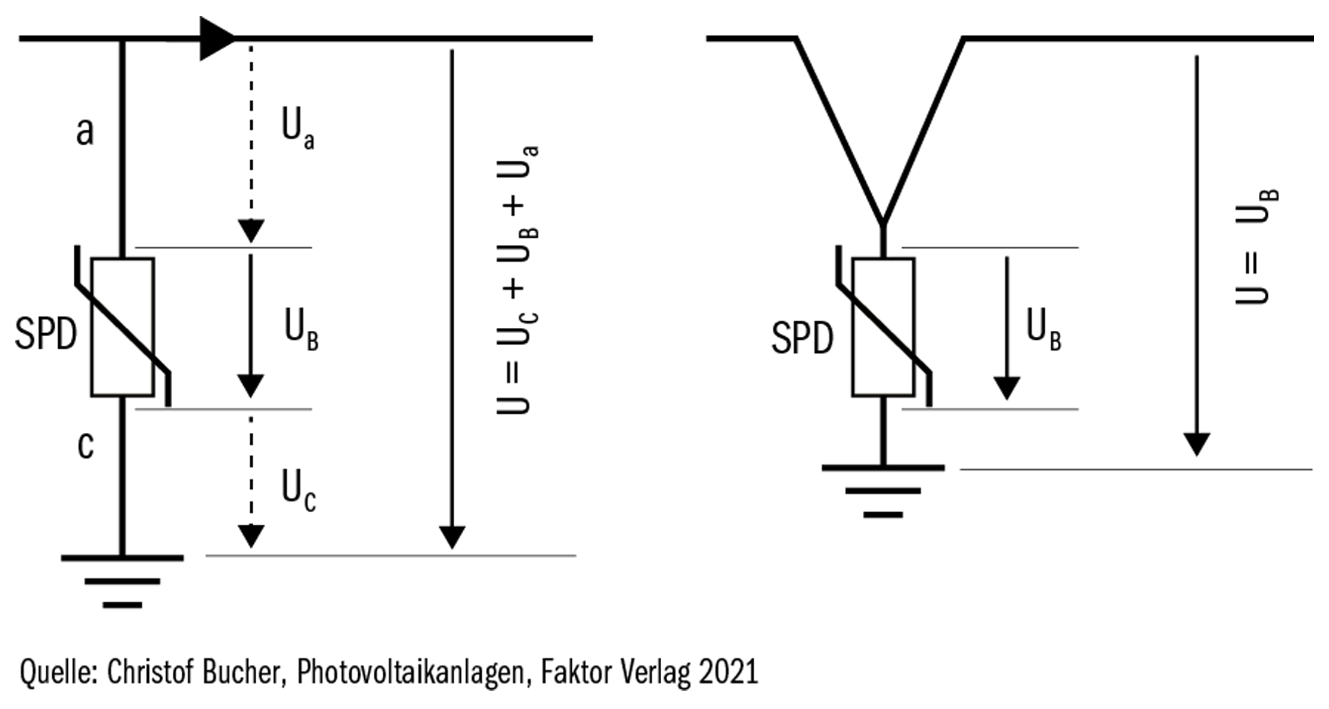 a
U_a
SPD
U_B
c
U_C
U = U_C + U_B + U_a
SPD
U_B
U = U_B
Quelle: Christof Bucher, Photovoltaikanlagen, Faktor Verlag 2021